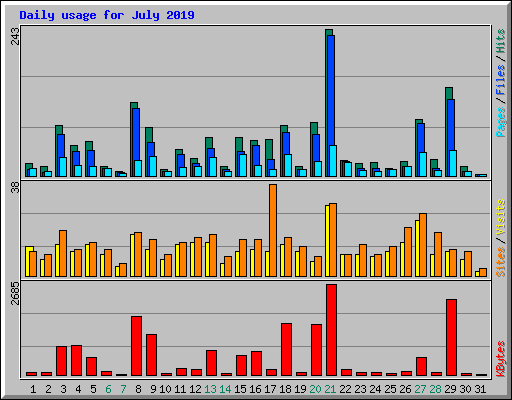 Daily usage for July 2019
243
Pages / Files / Hits
38
Sites / Visits
2685
KBytes
1 2 3 4 5 6 7 8 9 10 11 12 13 14 15 16 17 18 19 20 21 22 23 24 25 26 27 28 29 30 31